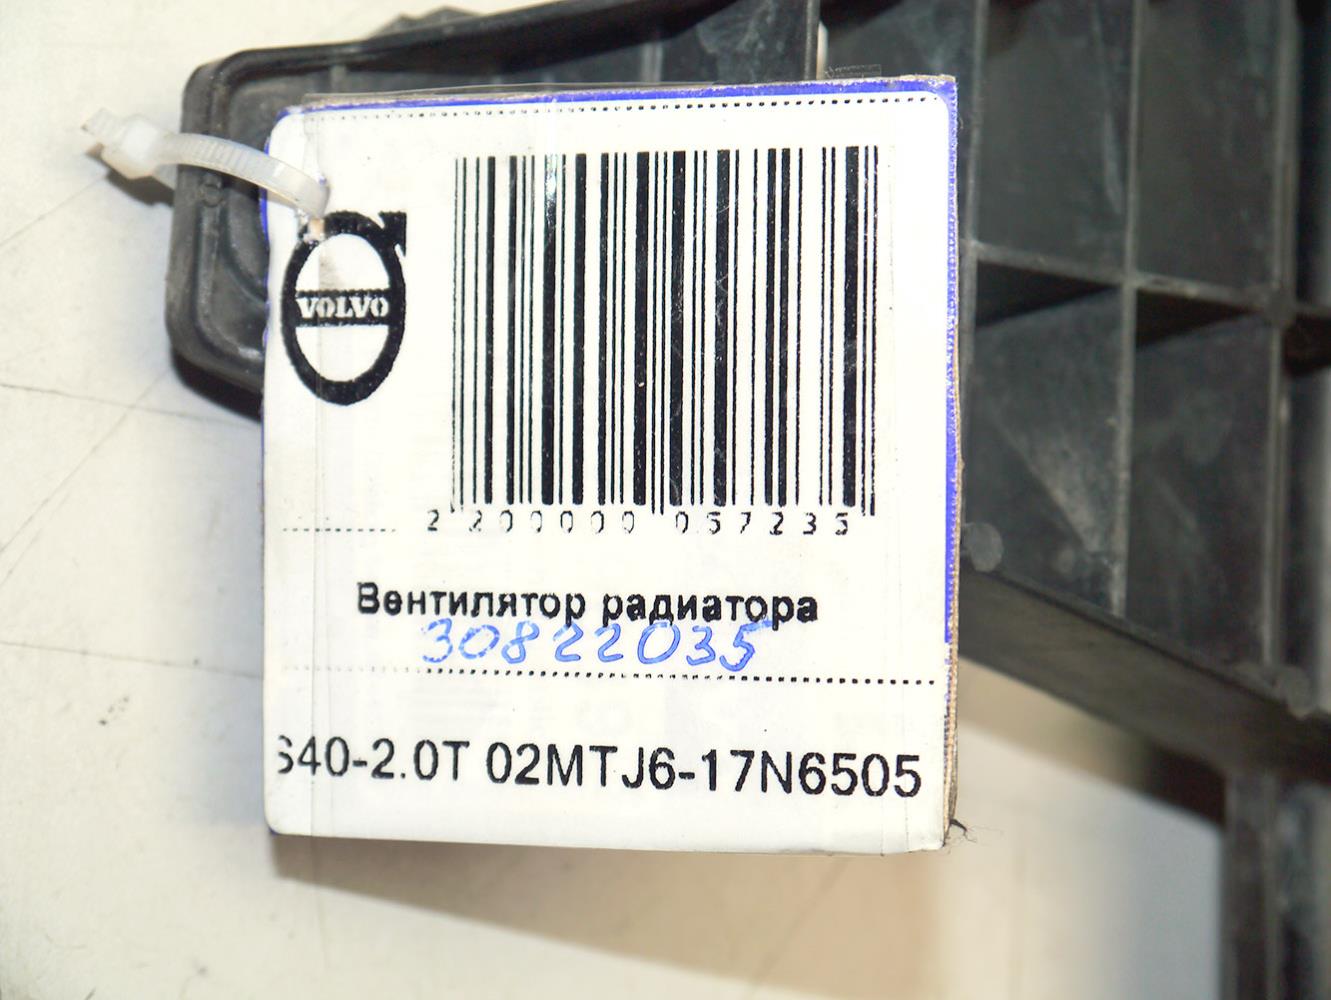 VOLVO
2 200000 057235
Вентилятор радиатора
30822035
S40-2.0T 02MTJ6-17N6505